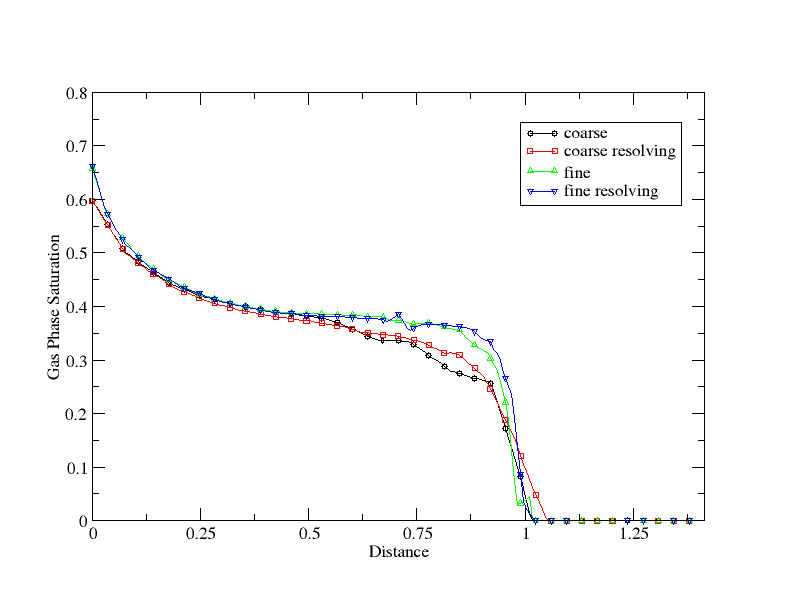 0.8
0.7
0.6
0.5
0.4
0.3
0.2
0.1
0
Gas Phase Saturation
coarse
coarse resolving
fine
fine resolving
0 0.25 0.5 0.75 1 1.25
Distance